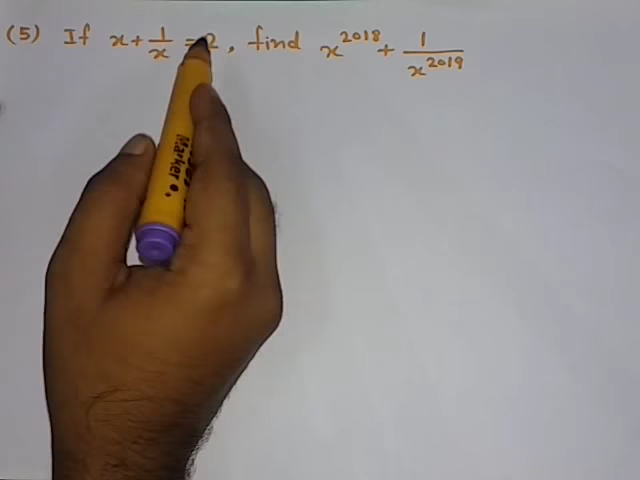 (5) If x + 1/x = 2, find x^2018 + 1/x^2019
Marker